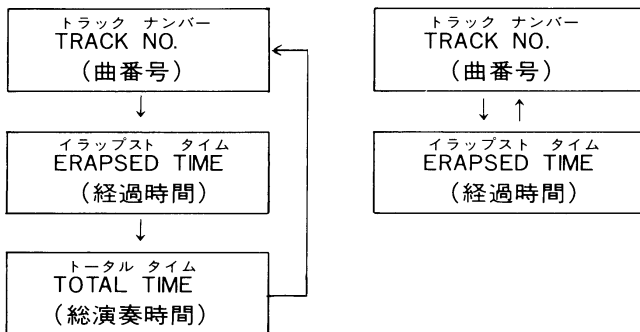 トラック ナンバー
TRACK NO.
(曲番号)
イラップスト タイム
ERAPSED TIME
(経過時間)
トータル タイム
TOTAL TIME
(総演奏時間)
トラック ナンバー
TRACK NO.
(曲番号)
イラップスト タイム
ERAPSED TIME
(経過時間)